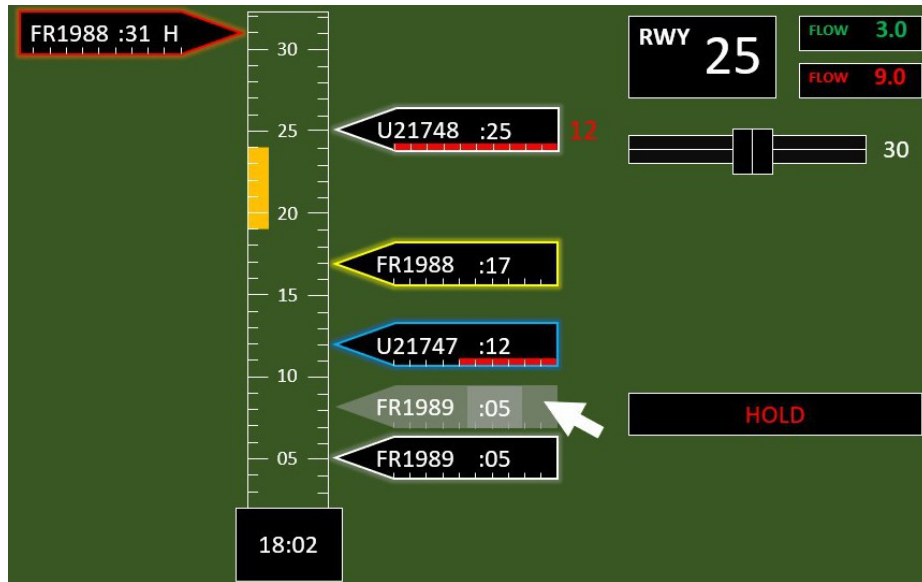 FR1988 :31 H
30
RWY 25
FLOW 3.0
FLOW 9.0
U21748 :25 12
25
30
20
FR1988 :17
15
U21747 :12
10
FR1989 :05
HOLD
FR1989 :05
05
18:02